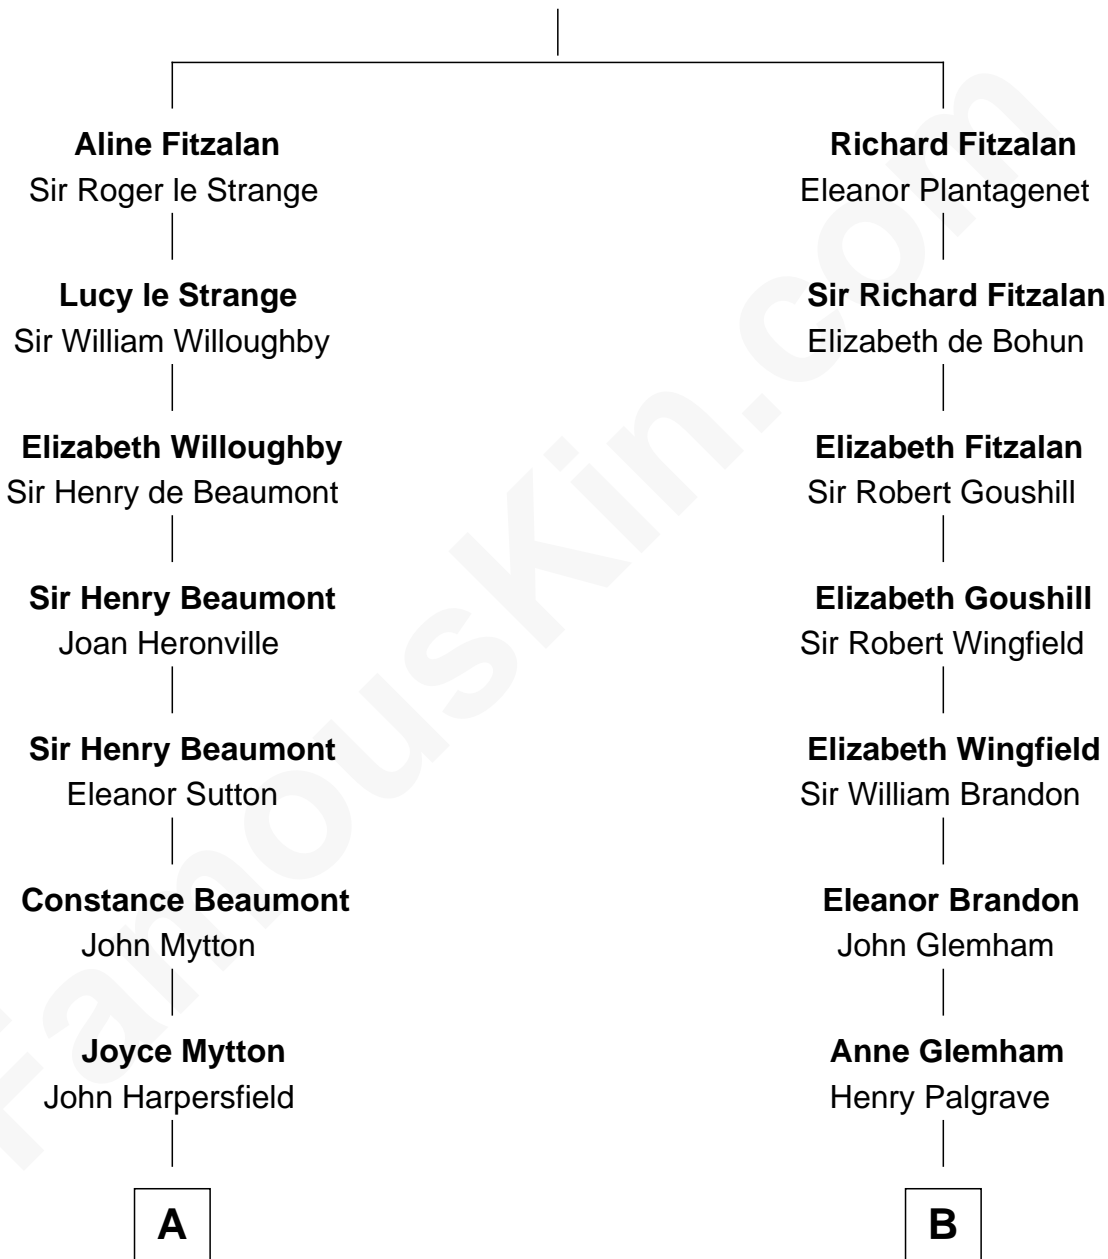 Aline Fitzalan
Sir Roger le Strange
Lucy le Strange
Sir William Willoughby
Elizabeth Willoughby
Sir Henry de Beaumont
Sir Henry Beaumont
Joan Heronville
Sir Henry Beaumont
Eleanor Sutton
Constance Beaumont
John Mytton
Joyce Mytton
John Harpersfield
A
Richard Fitzalan
Eleanor Plantagenet
Sir Richard Fitzalan
Elizabeth de Bohun
Elizabeth Fitzalan
Sir Robert Goushill
Elizabeth Goushill
Sir Robert Wingfield
Elizabeth Wingfield
Sir William Brandon
Eleanor Brandon
John Glemham
Anne Glemham
Henry Palgrave
B
FamousKin.com